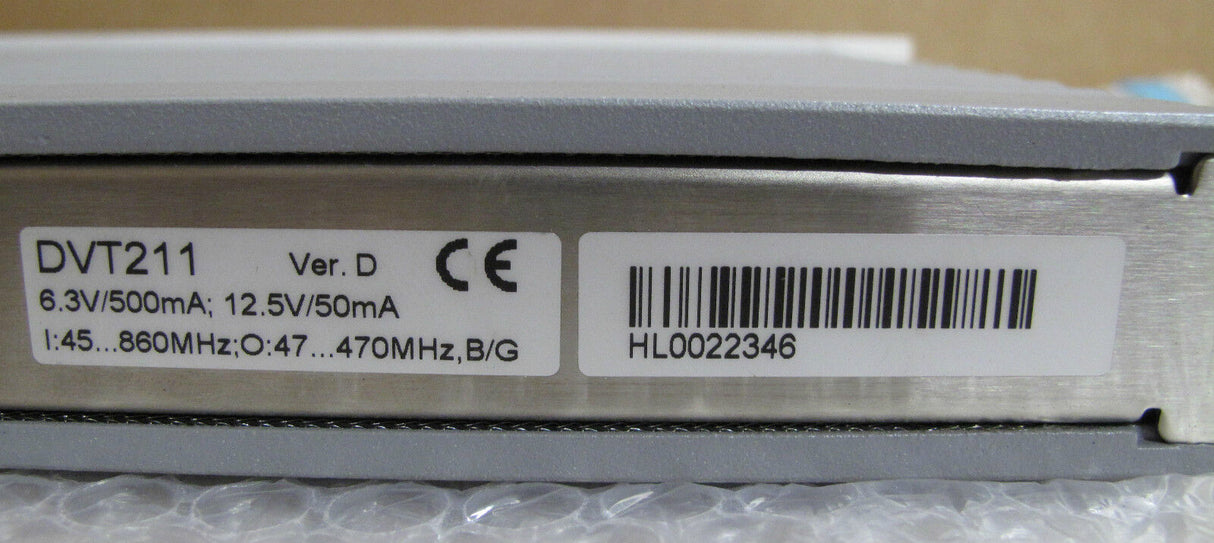 DVT211 Ver. D CE
6.3V/500mA; 12.5V/50mA
I:45...860MHz;O:47...470MHz,B/G
HL0022346